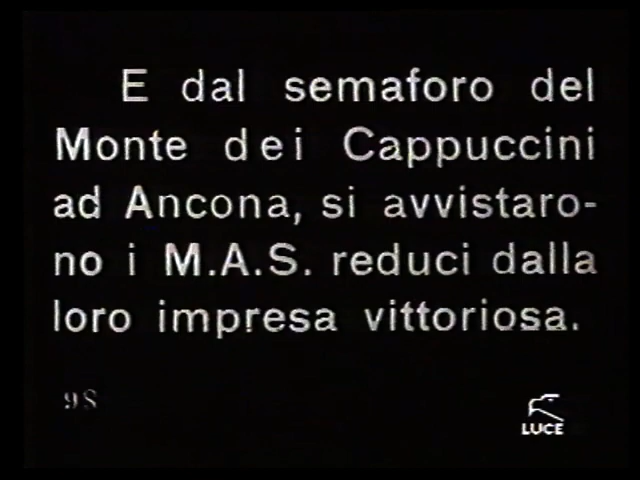 E dal semaforo del
Monte dei Cappuccini
ad Ancona, si avvistaro-
no i M.A.S. reduci dalla
loro impresa vittoriosa.
98
LUCE